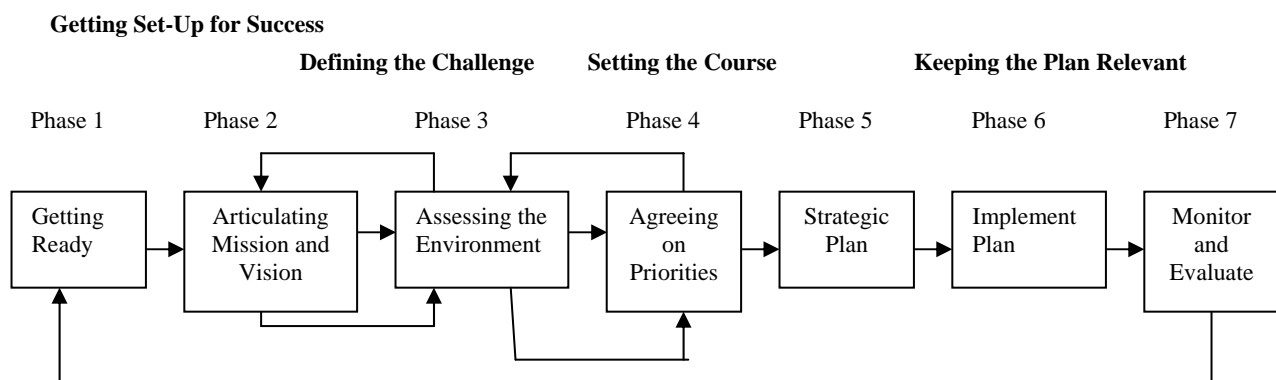 Getting Set-Up for Success
Defining the Challenge
Setting the Course
Keeping the Plan Relevant
Phase 1
Phase 2
Phase 3
Phase 4
Phase 5
Phase 6
Phase 7
Getting
Ready
Articulating
Mission and
Vision
Assessing the
Environment
Agreeing
on
Priorities
Strategic
Plan
Implement
Plan
Monitor
and
Evaluate